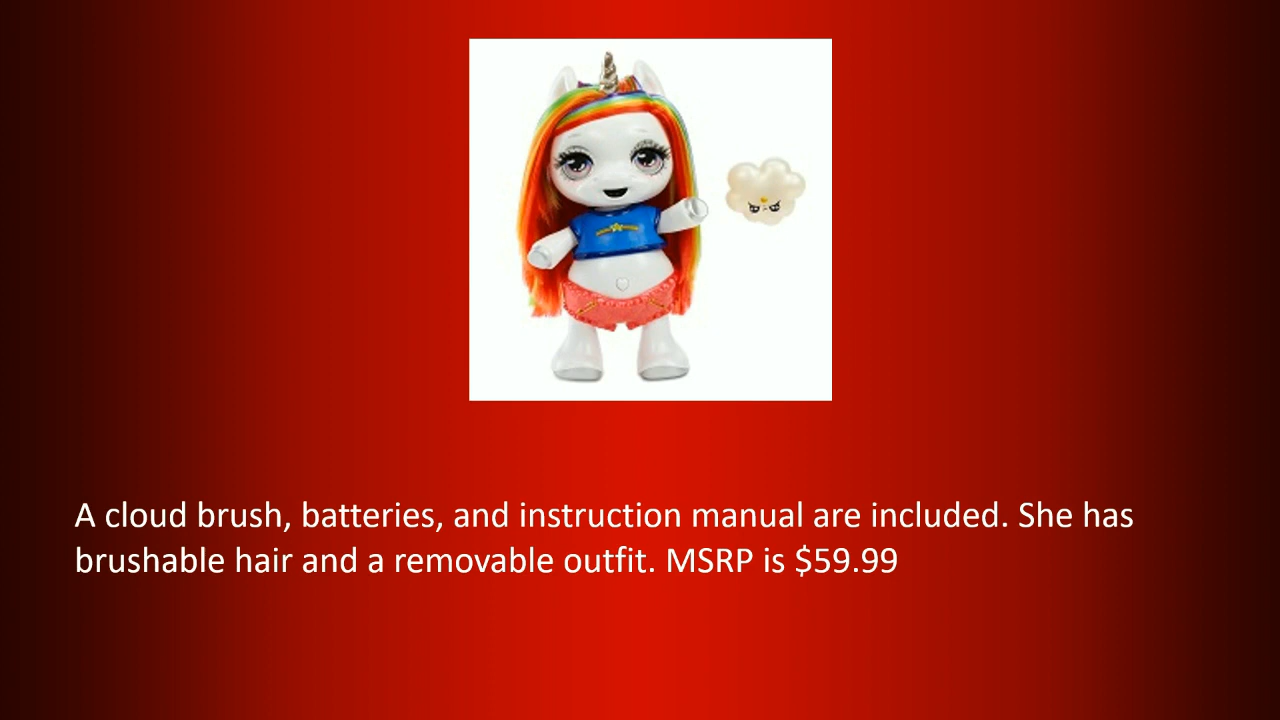 A cloud brush, batteries, and instruction manual are included. She has
brushable hair and a removable outfit. MSRP is $59.99